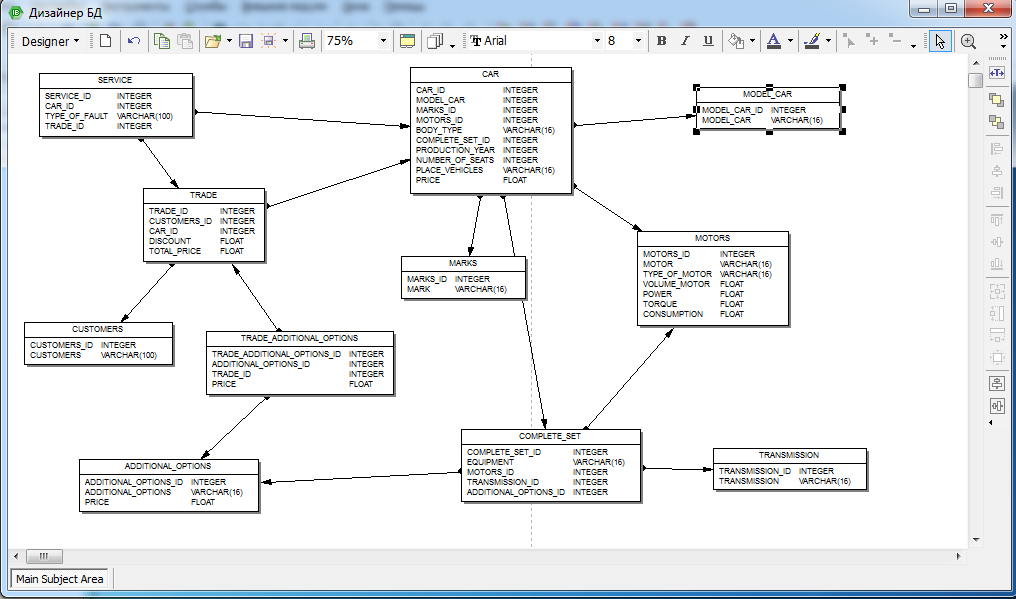 Дизайнер БД
Designer
75%
Arial
8
B I U
A
SERVICE
SERVICE_ID INTEGER
CAR_ID INTEGER
TYPE_OF_FAULT VARCHAR(100)
TRADE_ID INTEGER
CAR
CAR_ID INTEGER
MODEL_CAR INTEGER
MARKS_ID INTEGER
MOTORS_ID INTEGER
BODY_TYPE VARCHAR(16)
COMPLETE_SET_ID INTEGER
PRODUCTION_YEAR INTEGER
NUMBER_OF_SEATS INTEGER
PLACE_VEHICLES VARCHAR(16)
PRICE FLOAT
MODEL_CAR
MODEL_CAR_ID INTEGER
MODEL_CAR VARCHAR(16)
TRADE
TRADE_ID INTEGER
CUSTOMERS_ID INTEGER
CAR_ID INTEGER
DISCOUNT FLOAT
TOTAL_PRICE FLOAT
MARKS
MARKS_ID INTEGER
MARK VARCHAR(16)
MOTORS
MOTORS_ID INTEGER
MOTOR VARCHAR(16)
TYPE_OF_MOTOR VARCHAR(16)
VOLUME_MOTOR FLOAT
POWER FLOAT
TORQUE FLOAT
CONSUMPTION FLOAT
CUSTOMERS
CUSTOMERS_ID INTEGER
CUSTOMERS VARCHAR(100)
TRADE_ADDITIONAL_OPTIONS
TRADE_ADDITIONAL_OPTIONS_ID INTEGER
ADDITIONAL_OPTIONS_ID INTEGER
TRADE_ID INTEGER
PRICE FLOAT
ADDITIONAL_OPTIONS
ADDITIONAL_OPTIONS_ID INTEGER
ADDITIONAL_OPTIONS VARCHAR(16)
PRICE FLOAT
COMPLETE_SET
COMPLETE_SET_ID INTEGER
EQUIPMENT VARCHAR(16)
MOTORS_ID INTEGER
TRANSMISSION_ID INTEGER
ADDITIONAL_OPTIONS_ID INTEGER
TRANSMISSION
TRANSMISSION_ID INTEGER
TRANSMISSION VARCHAR(16)
Main Subject Area